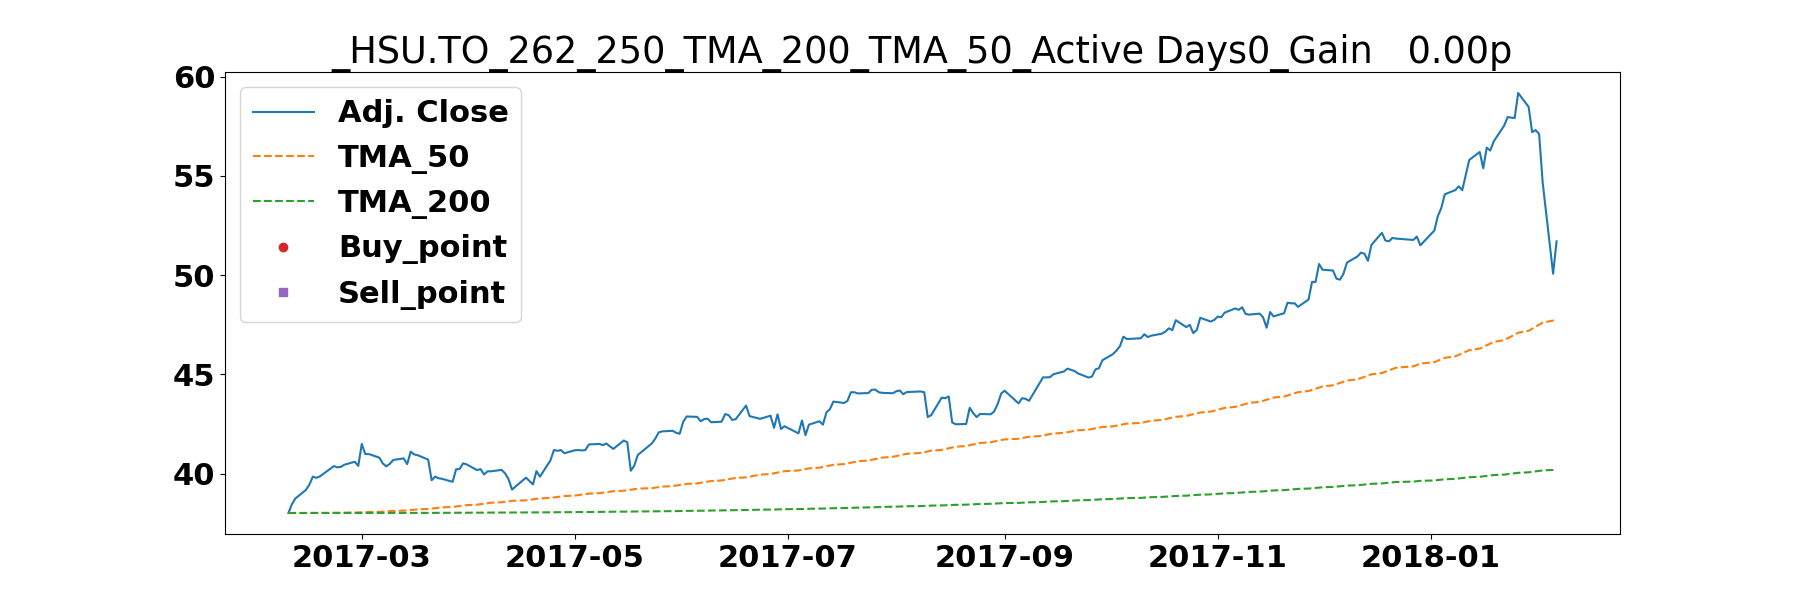 _HSU.TO_262_250_TMA_200_TMA_50_Active Days0_Gain   0.00p
60
55
50
45
40
Adj. Close
TMA_50
TMA_200
Buy_point
Sell_point
2017-03 2017-05 2017-07 2017-09 2017-11 2018-01